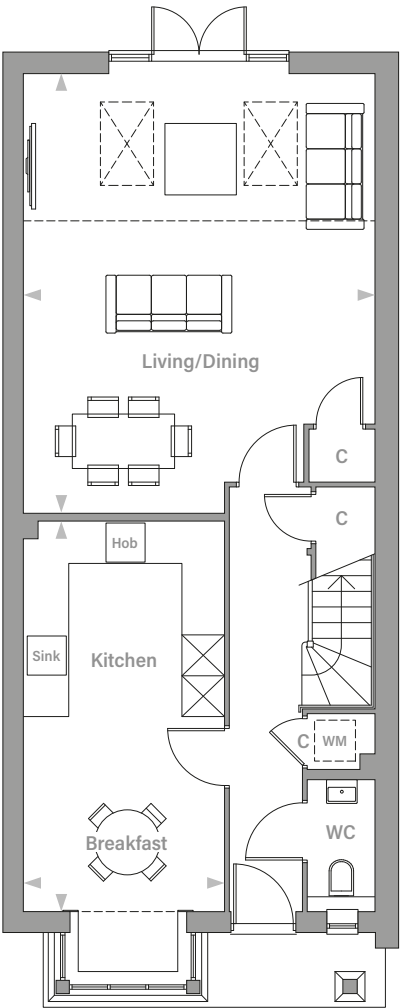 Living/Dining
C
C
Hob
Sink
Kitchen
C WM
WC
Breakfast